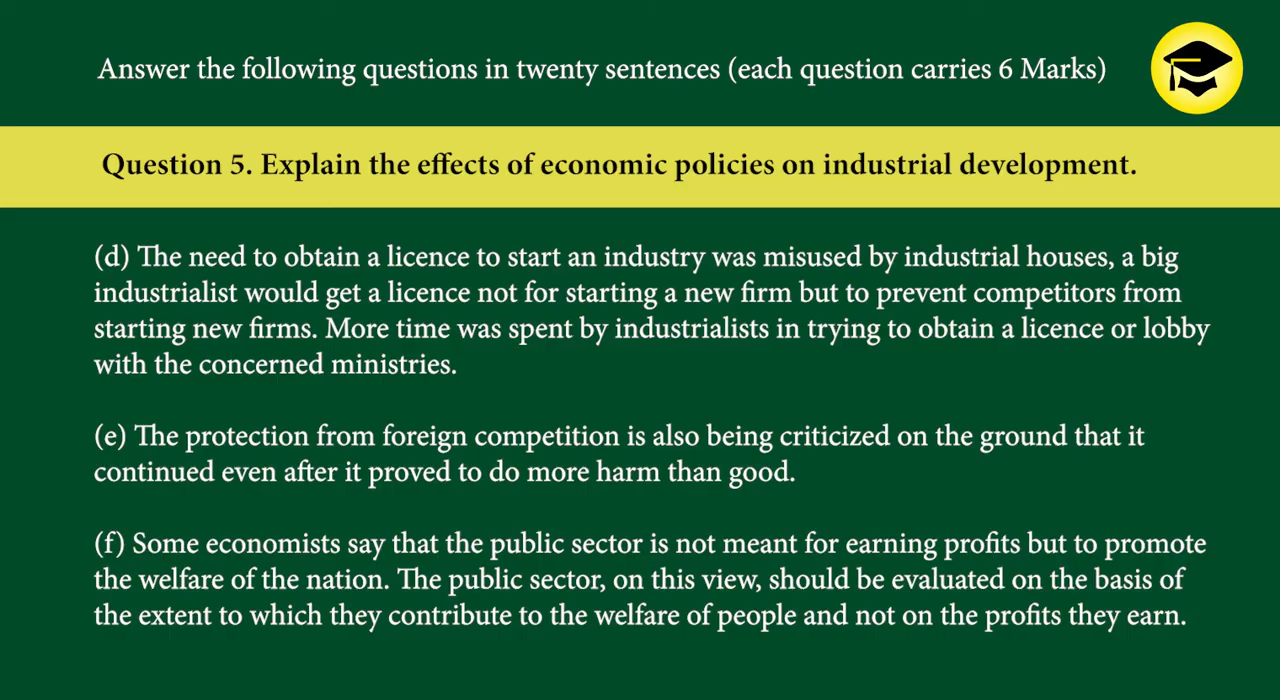 Answer the following questions in twenty sentences (each question carries 6 Marks)
Question 5. Explain the effects of economic policies on industrial development.
(d) The need to obtain a licence to start an industry was misused by industrial houses, a big
industrialist would get a licence not for starting a new firm but to prevent competitors from
starting new firms. More time was spent by industrialists in trying to obtain a licence or lobby
with the concerned ministries.
(e) The protection from foreign competition is also being criticized on the ground that it
continued even after it proved to do more harm than good.
(f) Some economists say that the public sector is not meant for earning profits but to promote
the welfare of the nation. The public sector, on this view, should be evaluated on the basis of
the extent to which they contribute to the welfare of people and not on the profits they earn.